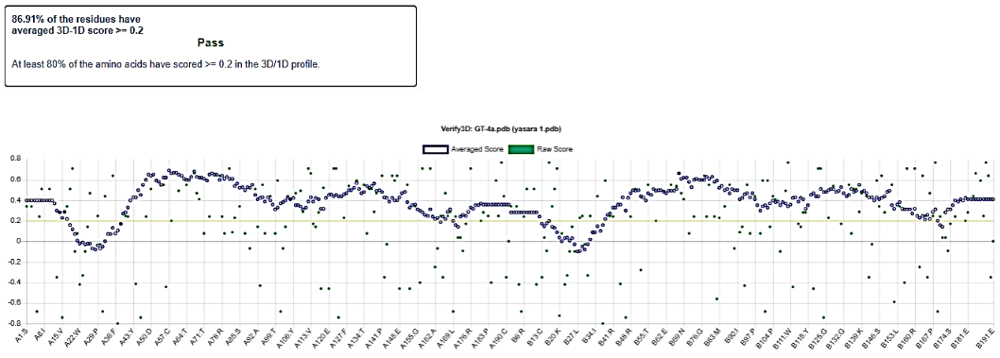 86.91% of the residues have
averaged 3D-1D score >= 0.2
Pass
At least 80% of the amino acids have scored >= 0.2 in the 3D/1D profile.
Verify3D: GT-4a.pdb (yasara 1.pdb)
Averaged Score Raw Score
0.8
0.6
0.4
0.2
0
-0.2
-0.4
-0.6
-0.8
A1:S A8:I A15:V A22:W A29:P A36:F A43:Y A50:D A57:C A64:T A71:T A78:R A85:S A92:A A99:T A106:Y A113:V A120:E A127:F A134:T A141:P A148:E A155:G A162:A A169:L A176:R A183:P A190:C B6:R B13:C B20:K B27:L B34:I B41:R B48:R B55:T B62:E B69:N B76:G B83:M B90:I B97:P B104:P B111:W B118:Y B125:G B132:G B139:K B146:S B153:L B160:R B167:P B174:S B181:E B191:E